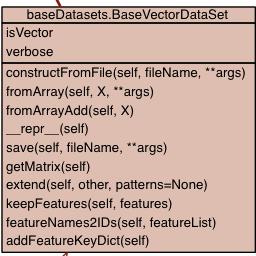 baseDatasets.BaseVectorDataSet
isVector
verbose
constructFromFile(self, fileName, **args)
fromArray(self, X, **args)
fromArrayAdd(self, X)
__repr__(self)
save(self, fileName, **args)
getMatrix(self)
extend(self, other, patterns=None)
keepFeatures(self, features)
featureNames2IDs(self, featureList)
addFeatureKeyDict(self)